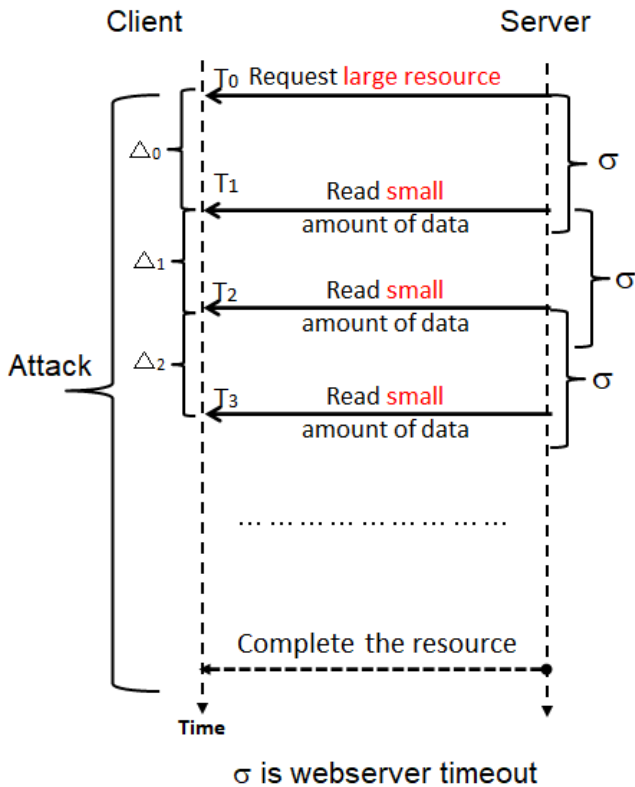 Client Server
T0 Request large resource
△0
σ
T1 Read small
amount of data
△1
σ
T2 Read small
amount of data
Attack
△2
σ
T3 Read small
amount of data
… … … … … … … … …
Complete the resource
Time
σ is webserver timeout